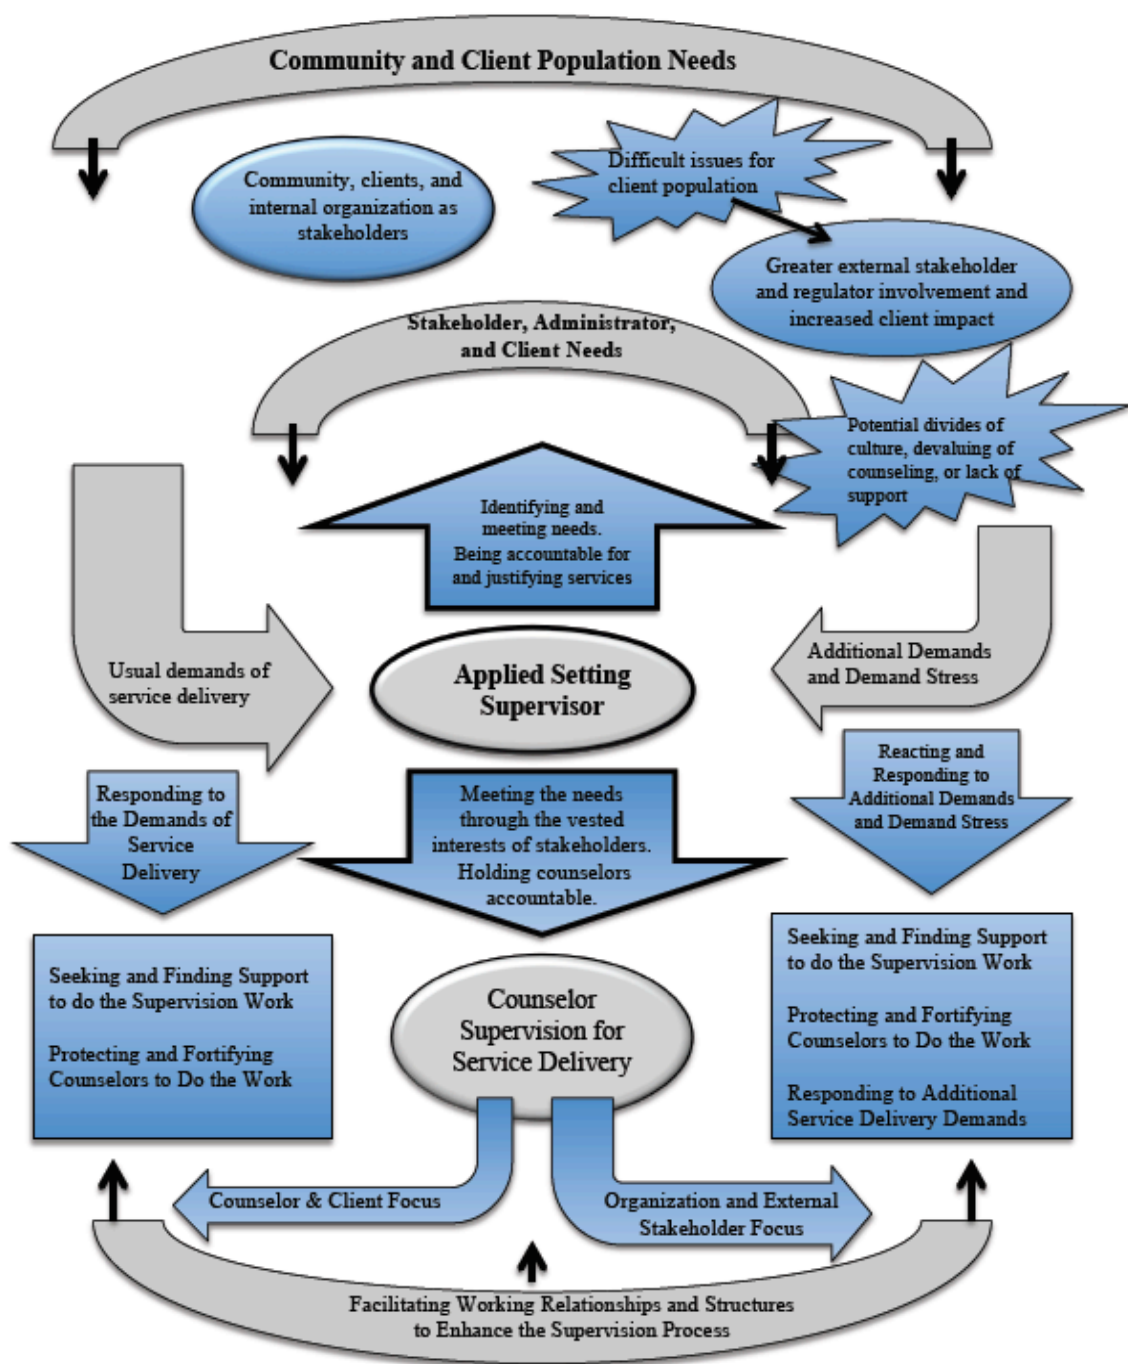 Community and Client Population Needs
Difficult issues for
client population
Community, clients, and
internal organization as
stakeholders
Greater external stakeholder
and regulator involvement and
increased client impact
Stakeholder, Administrator,
and Client Needs
Potential divides of
culture, devaluing of
counseling, or lack of
support
Identifying and
meeting needs.
Being accountable for
and justifying services
Usual demands of
service delivery
Applied Setting
Supervisor
Additional Demands
and Demand Stress
Responding to
the Demands of
Service
Delivery
Meeting the needs
through the vested
interests of stakeholders.
Holding counselors
accountable.
Reacting and
Responding to
Additional Demands
and Demand Stress
Seeking and Finding Support
to do the Supervision Work
Protecting and Fortifying
Counselors to Do the Work
Counselor
Supervision for
Service Delivery
Seeking and Finding Support
to do the Supervision Work
Protecting and Fortifying
Counselors to Do the Work
Responding to Additional
Service Delivery Demands
Counselor & Client Focus
Organization and External
Stakeholder Focus
Facilitating Working Relationships and Structures
to Enhance the Supervision Process